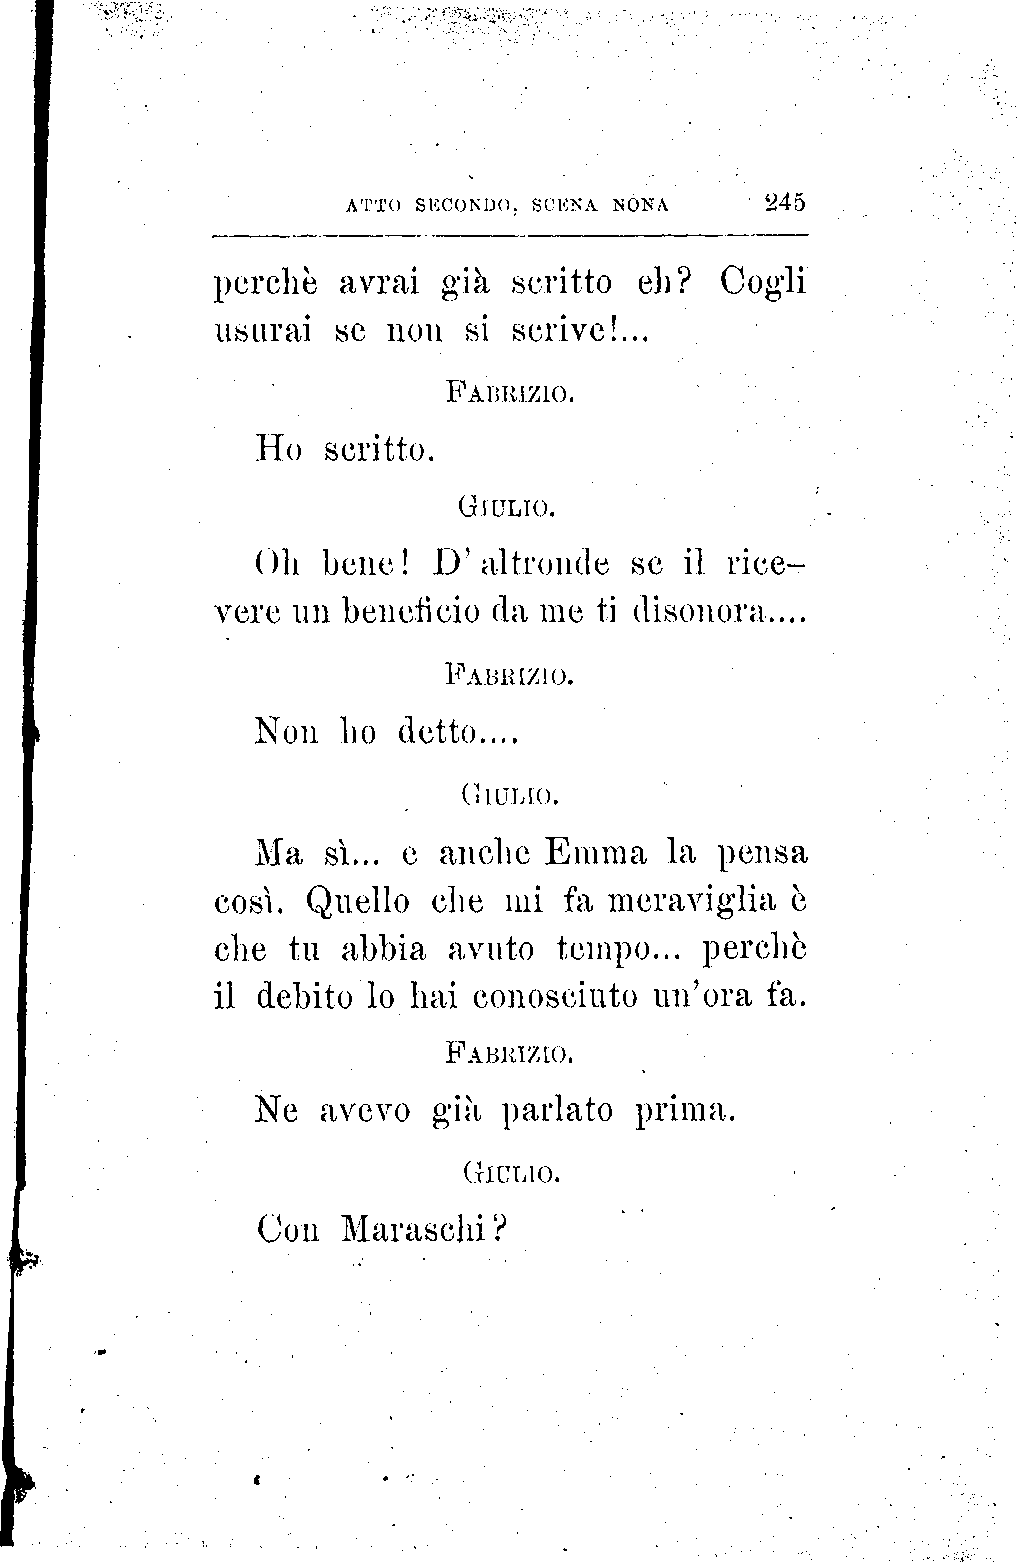 ATTO SECONDO, SCENA NONA 245
perchè avrai già scritto eh? Cogli
usurai se non si scrive!...
FABRIZIO.
Ho scritto.
GIULIO.
Oh bene! D'altronde se il rice-
vere un beneficio da me ti disonora....
FABRIZIO.
Non ho detto....
GIULIO.
Ma sì... e anche Emma la pensa
così. Quello che mi fa meraviglia è
che tu abbia avuto tempo... perchè
il debito lo hai conosciuto un'ora fa.
FABRIZIO.
Ne avevo già parlato prima.
GIULIO.
Con Maraschi?